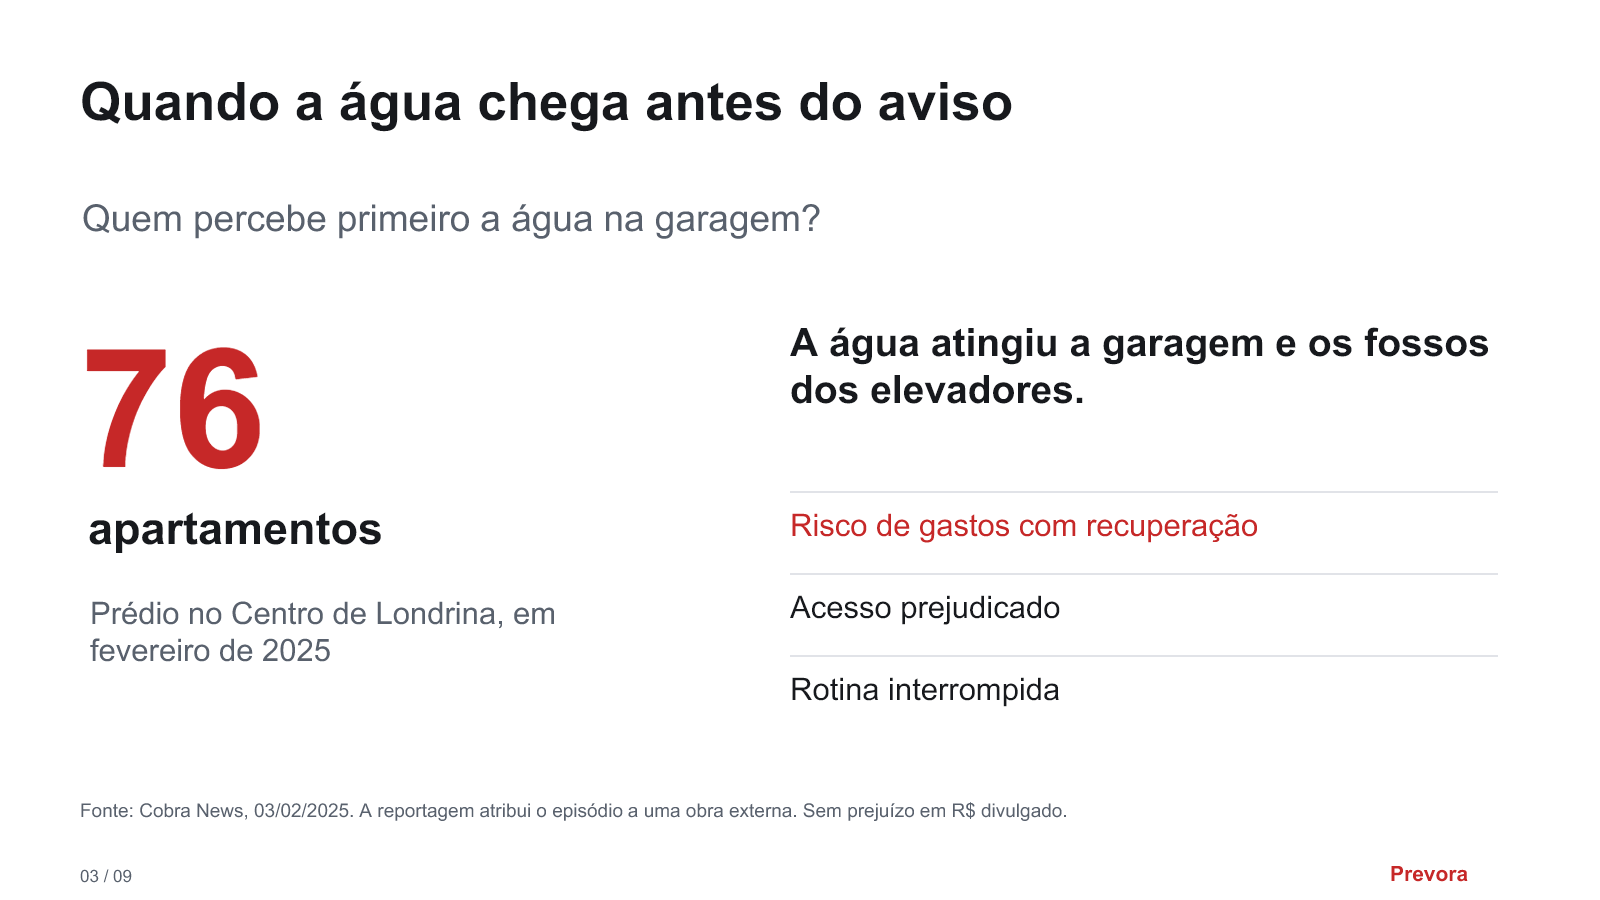 Quando a água chega antes do aviso
Quem percebe primeiro a água na garagem?
76
apartamentos
Prédio no Centro de Londrina, em
fevereiro de 2025
A água atingiu a garagem e os fossos
dos elevadores.
Risco de gastos com recuperação
Acesso prejudicado
Rotina interrompida
Fonte: Cobra News, 03/02/2025. A reportagem atribui o episódio a uma obra externa. Sem prejuízo em R$ divulgado.
03 / 09
Prevora